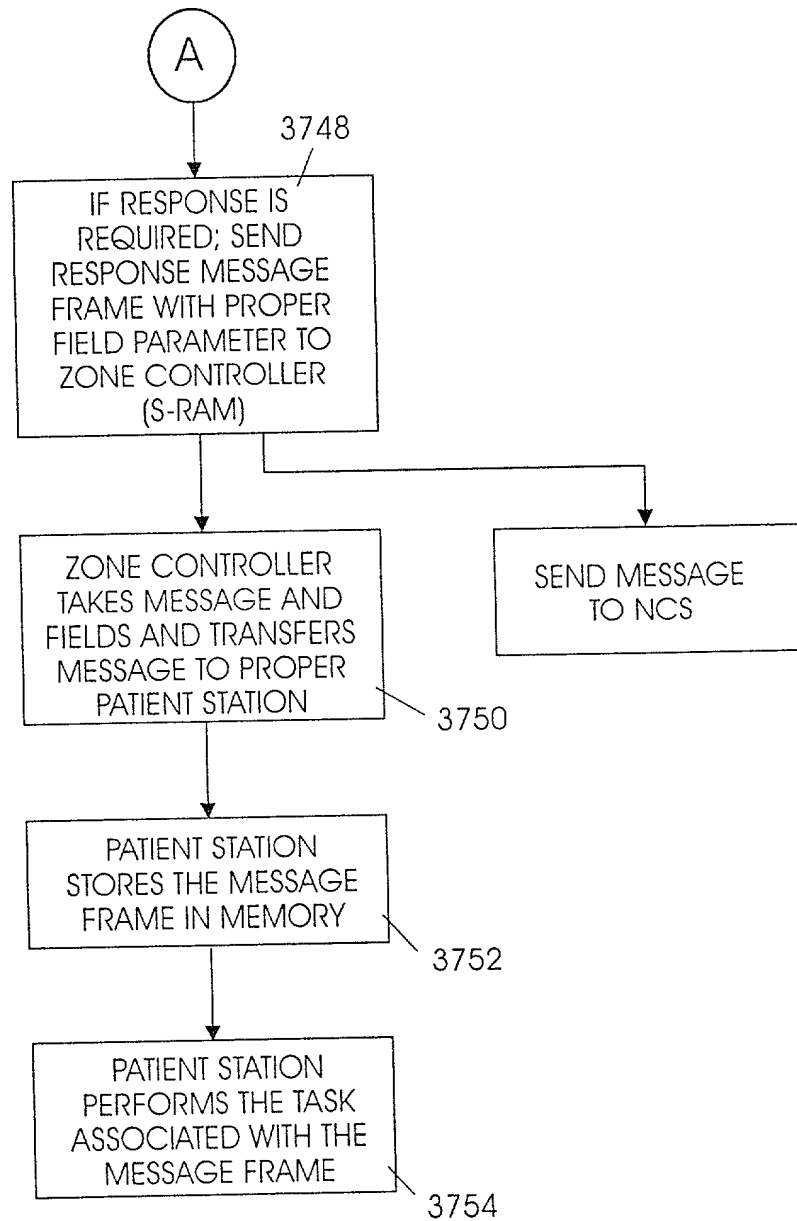 A
3748
IF RESPONSE IS
REQUIRED; SEND
RESPONSE MESSAGE
FRAME WITH PROPER
FIELD PARAMETER TO
ZONE CONTROLLER
(S-RAM)
ZONE CONTROLLER
TAKES MESSAGE AND
FIELDS AND TRANSFERS
MESSAGE TO PROPER
PATIENT STATION
3750
SEND MESSAGE
TO NCS
PATIENT STATION
STORES THE MESSAGE
FRAME IN MEMORY
3752
PATIENT STATION
PERFORMS THE TASK
ASSOCIATED WITH THE
MESSAGE FRAME
3754